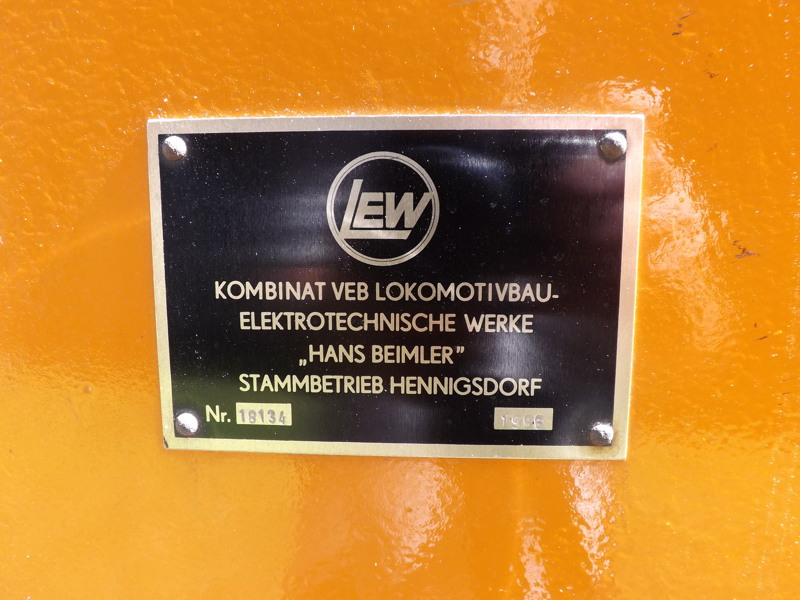 LEW
KOMBINAT VEB LOKOMOTIVBAU-
ELEKTROTECHNISCHE WERKE
„HANS BEIMLER”
STAMMBETRIEB HENNIGSDORF
Nr. 18134